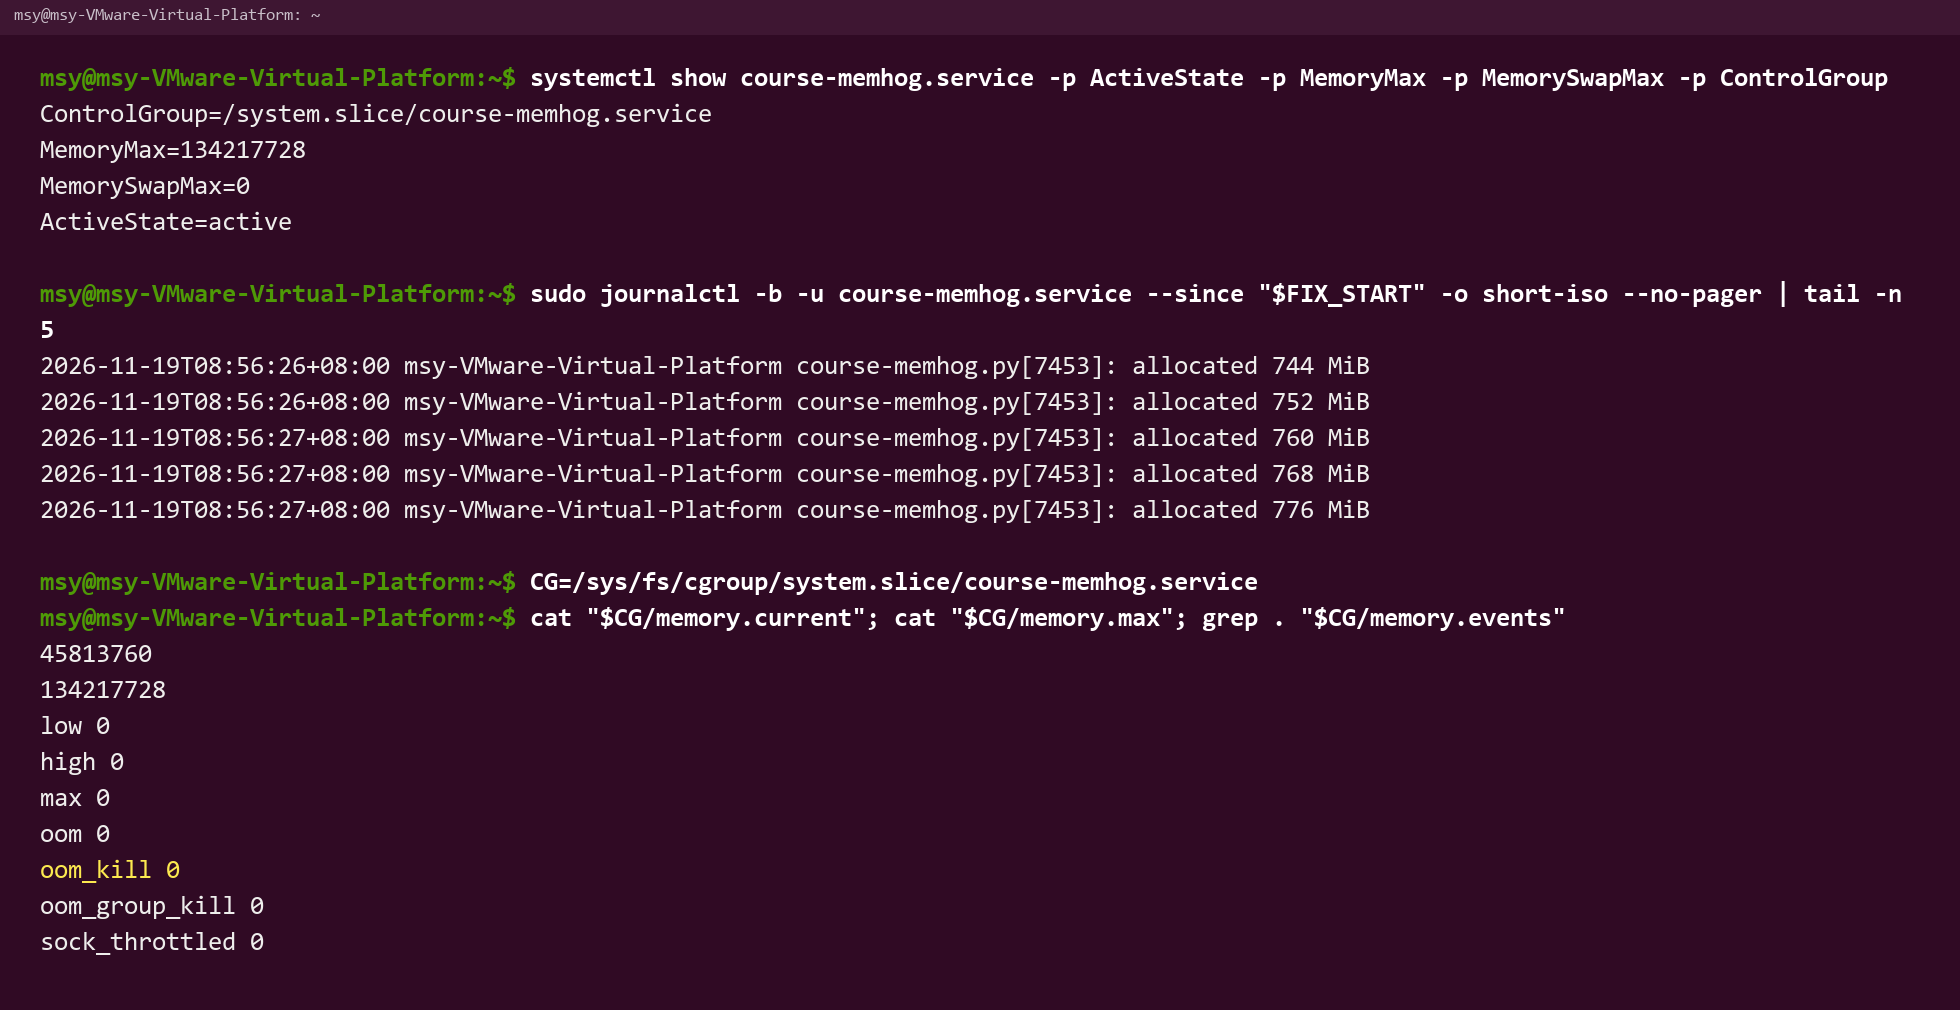 msy@msy-VMware-Virtual-Platform: ~
msy@msy-VMware-Virtual-Platform:~$ systemctl show course-memhog.service -p ActiveState -p MemoryMax -p MemorySwapMax -p ControlGroup
ControlGroup=/system.slice/course-memhog.service
MemoryMax=134217728
MemorySwapMax=0
ActiveState=active
msy@msy-VMware-Virtual-Platform:~$ sudo journalctl -b -u course-memhog.service --since "$FIX_START" -o short-iso --no-pager | tail -n
5
2026-11-19T08:56:26+08:00 msy-VMware-Virtual-Platform course-memhog.py[7453]: allocated 744 MiB
2026-11-19T08:56:26+08:00 msy-VMware-Virtual-Platform course-memhog.py[7453]: allocated 752 MiB
2026-11-19T08:56:27+08:00 msy-VMware-Virtual-Platform course-memhog.py[7453]: allocated 760 MiB
2026-11-19T08:56:27+08:00 msy-VMware-Virtual-Platform course-memhog.py[7453]: allocated 768 MiB
2026-11-19T08:56:27+08:00 msy-VMware-Virtual-Platform course-memhog.py[7453]: allocated 776 MiB
msy@msy-VMware-Virtual-Platform:~$ CG=/sys/fs/cgroup/system.slice/course-memhog.service
msy@msy-VMware-Virtual-Platform:~$ cat "$CG/memory.current"; cat "$CG/memory.max"; grep . "$CG/memory.events"
45813760
134217728
low 0
high 0
max 0
oom 0
oom_kill 0
oom_group_kill 0
sock_throttled 0